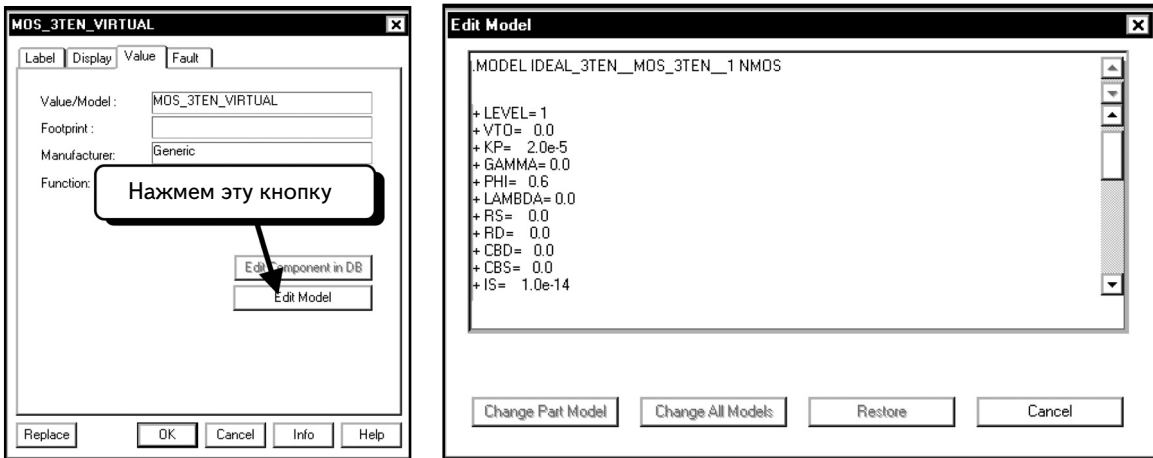 MOS_3TEN_VIRTUAL
Label Display Value Fault
Value/Model : MOS_3TEN_VIRTUAL
Footprint :
Manufacturer: Generic
Function:
Нажмем эту кнопку
Edit Component in DB
Edit Model
Replace OK Cancel Info Help
Edit Model
.MODEL IDEAL_3TEN__MOS_3TEN__1 NMOS
+ LEVEL= 1
+ VTO= 0.0
+ KP= 2.0e-5
+ GAMMA= 0.0
+ PHI= 0.6
+ LAMBDA= 0.0
+ RS= 0.0
+ RD= 0.0
+ CBD= 0.0
+ CBS= 0.0
+ IS= 1.0e-14
Change Part Model Change All Models Restore Cancel